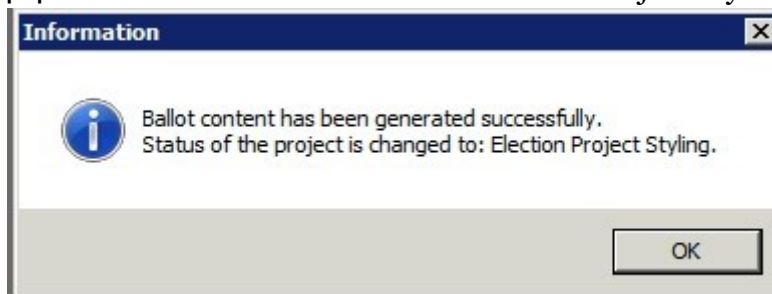 Information
Ballot content has been generated successfully.
Status of the project is changed to: Election Project Styling.
OK